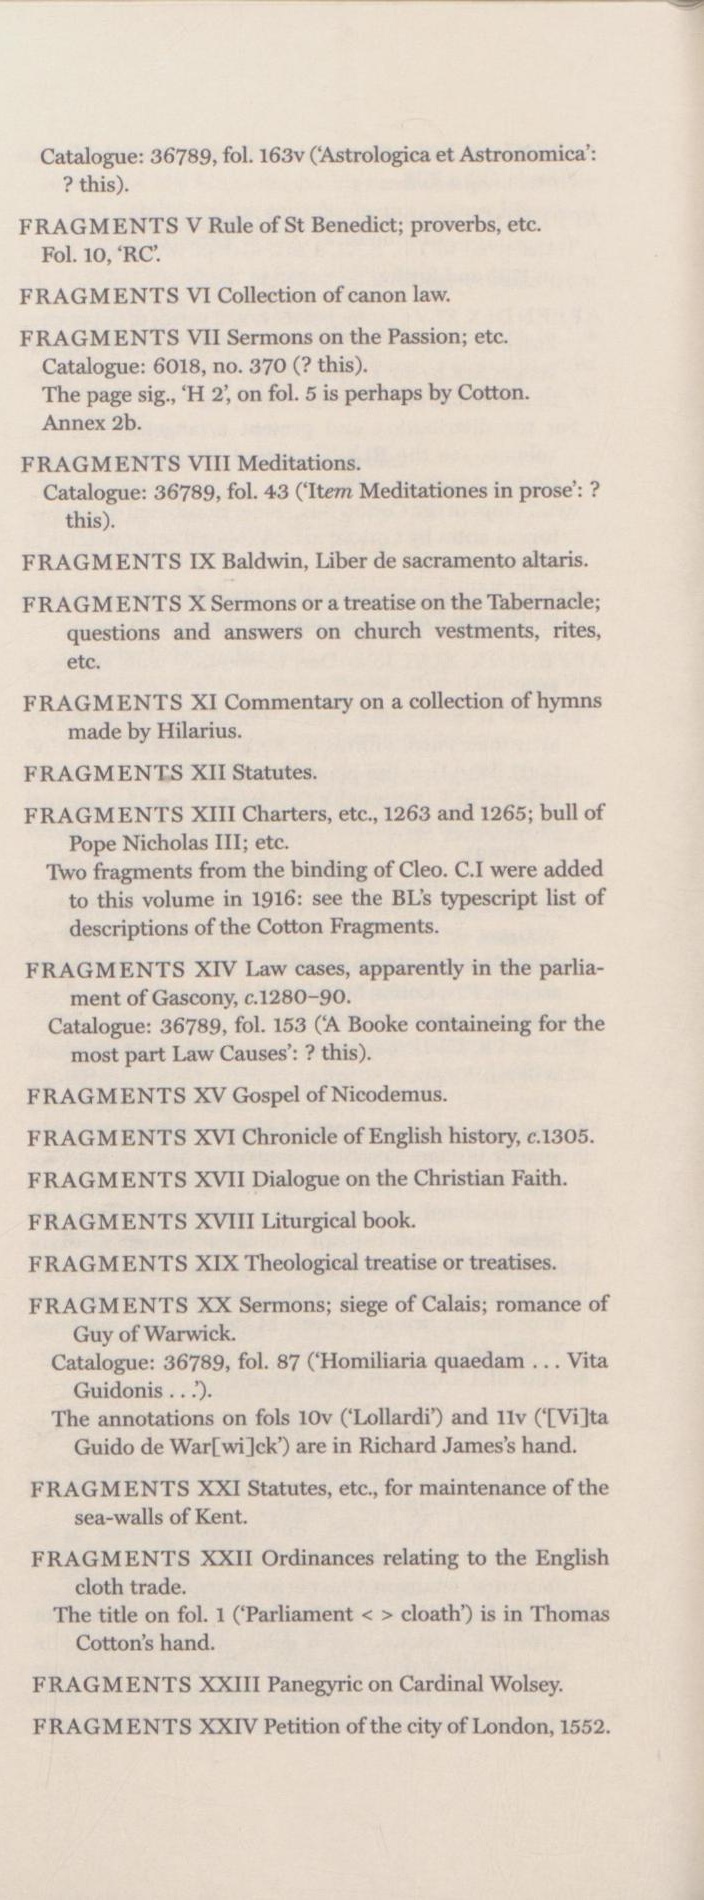 Catalogue: 36789, fol. 163v (‘Astrologica et Astronomica’:
? this).
FRAGMENTS V Rule of St Benedict; proverbs, etc.
Fol. 10, ‘RC’.
FRAGMENTS VI Collection of canon law.
FRAGMENTS VII Sermons on the Passion; etc.
Catalogue: 6018, no. 370 (? this).
The page sig., ‘H 2’, on fol. 5 is perhaps by Cotton.
Annex 2b.
FRAGMENTS VIII Meditations.
Catalogue: 36789, fol. 43 (‘Item Meditationes in prose’: ?
this).
FRAGMENTS IX Baldwin, Liber de sacramento altaris.
FRAGMENTS X Sermons or a treatise on the Tabernacle;
questions and answers on church vestments, rites,
etc.
FRAGMENTS XI Commentary on a collection of hymns
made by Hilarius.
FRAGMENTS XII Statutes.
FRAGMENTS XIII Charters, etc., 1263 and 1265; bull of
Pope Nicholas III; etc.
Two fragments from the binding of Cleo. C.I were added
to this volume in 1916: see the BL’s typescript list of
descriptions of the Cotton Fragments.
FRAGMENTS XIV Law cases, apparently in the parlia-
ment of Gascony, c.1280–90.
Catalogue: 36789, fol. 153 (‘A Booke containeing for the
most part Law Causes’: ? this).
FRAGMENTS XV Gospel of Nicodemus.
FRAGMENTS XVI Chronicle of English history, c.1305.
FRAGMENTS XVII Dialogue on the Christian Faith.
FRAGMENTS XVIII Liturgical book.
FRAGMENTS XIX Theological treatise or treatises.
FRAGMENTS XX Sermons; siege of Calais; romance of
Guy of Warwick.
Catalogue: 36789, fol. 87 (‘Homiliaria quaedam . . . Vita
Guidonis . . .’).
The annotations on fols 10v (‘Lollardi’) and 11v (‘[Vi]ta
Guido de War[wi]ck’) are in Richard James’s hand.
FRAGMENTS XXI Statutes, etc., for maintenance of the
sea-walls of Kent.
FRAGMENTS XXII Ordinances relating to the English
cloth trade.
The title on fol. 1 (‘Parliament < > cloath’) is in Thomas
Cotton’s hand.
FRAGMENTS XXIII Panegyric on Cardinal Wolsey.
FRAGMENTS XXIV Petition of the city of London, 1552.